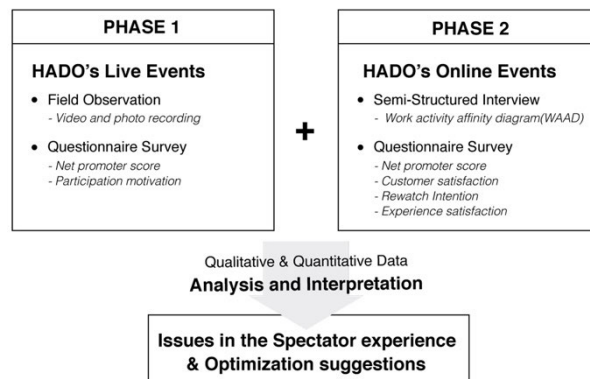 PHASE 1
HADO's Live Events
• Field Observation
- Video and photo recording
• Questionnaire Survey
- Net promoter score
- Participation motivation
+
PHASE 2
HADO's Online Events
• Semi-Structured Interview
- Work activity affinity diagram(WAAD)
• Questionnaire Survey
- Net promoter score
- Customer satisfaction
- Rewatch Intention
- Experience satisfaction
Qualitative & Quantitative Data
Analysis and Interpretation
Issues in the Spectator experience
& Optimization suggestions